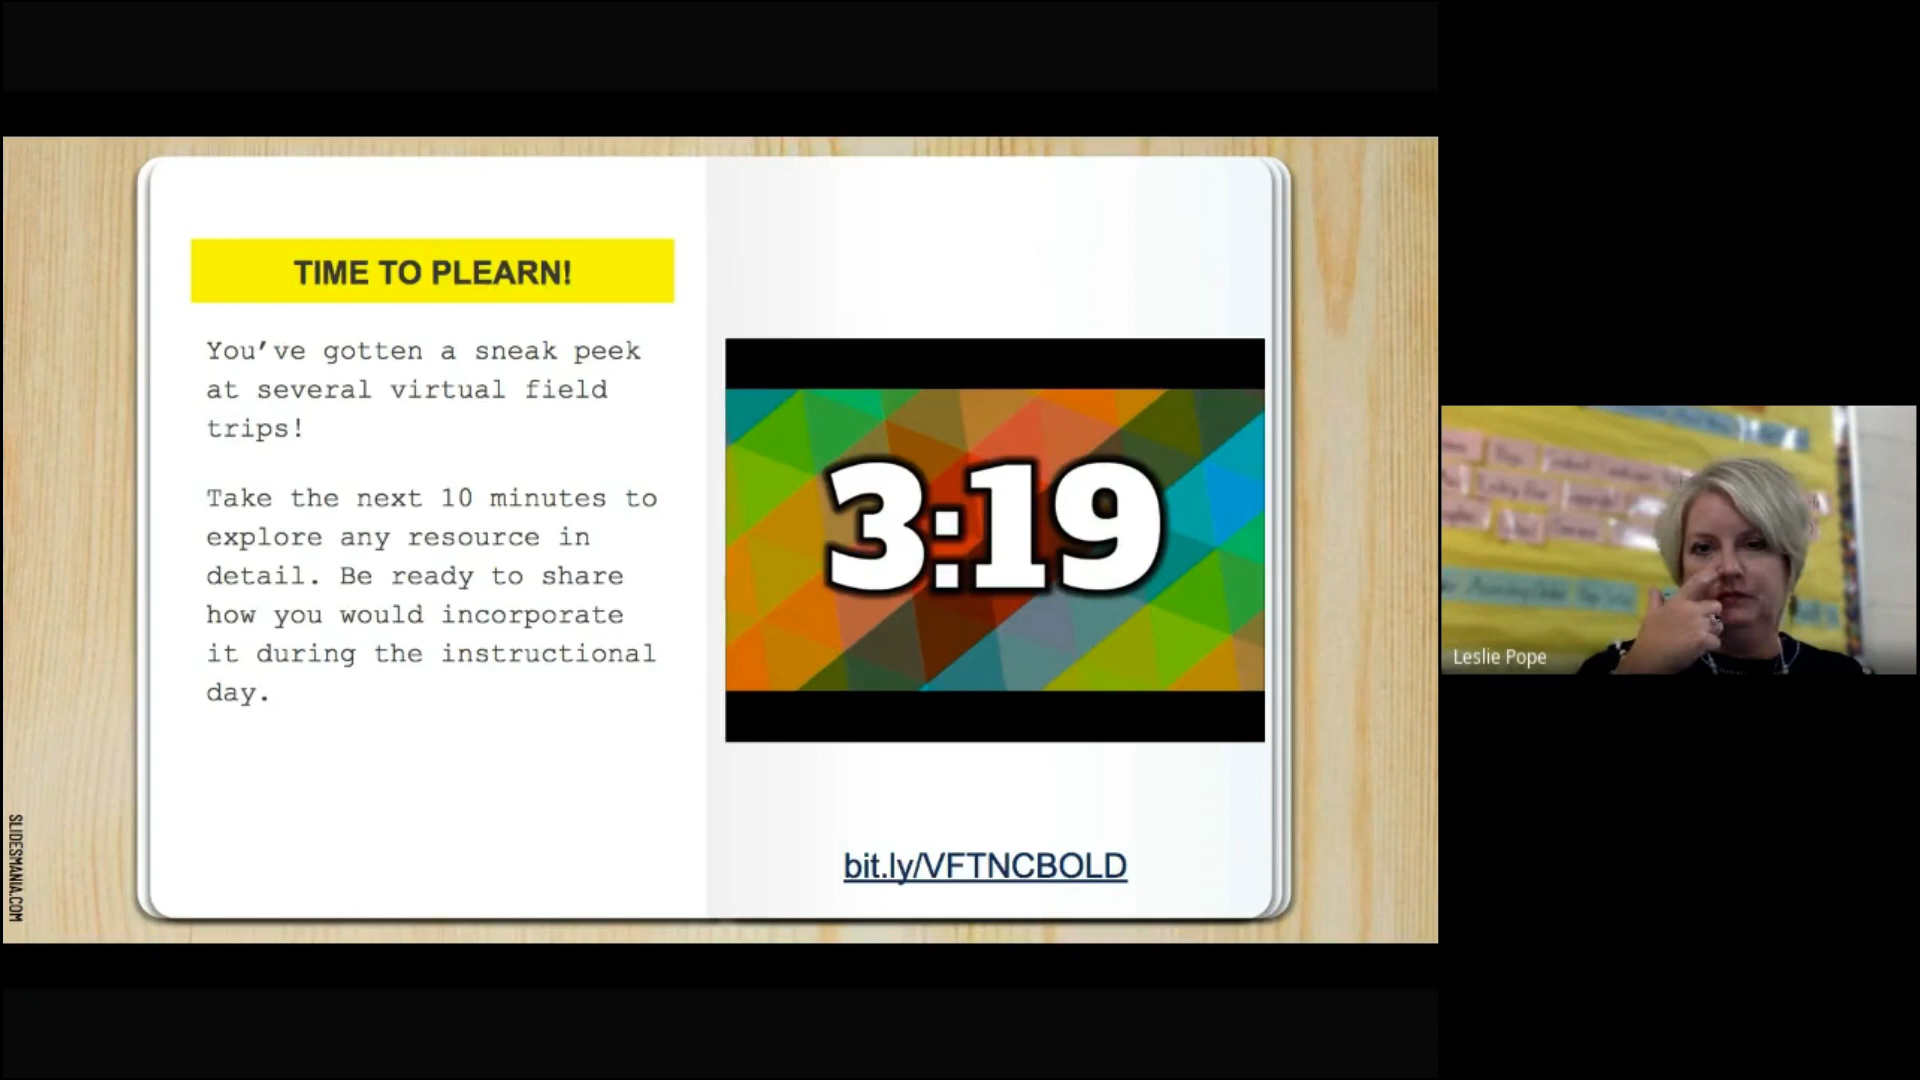 TIME TO PLEARN!
You've gotten a sneak peek
at several virtual field
trips!
Take the next 10 minutes to
explore any resource in
detail. Be ready to share
how you would incorporate
it during the instructional
day.
3:19
bit.ly/VFTNCBOLD
SLIDESMANIA.COM
Leslie Pope